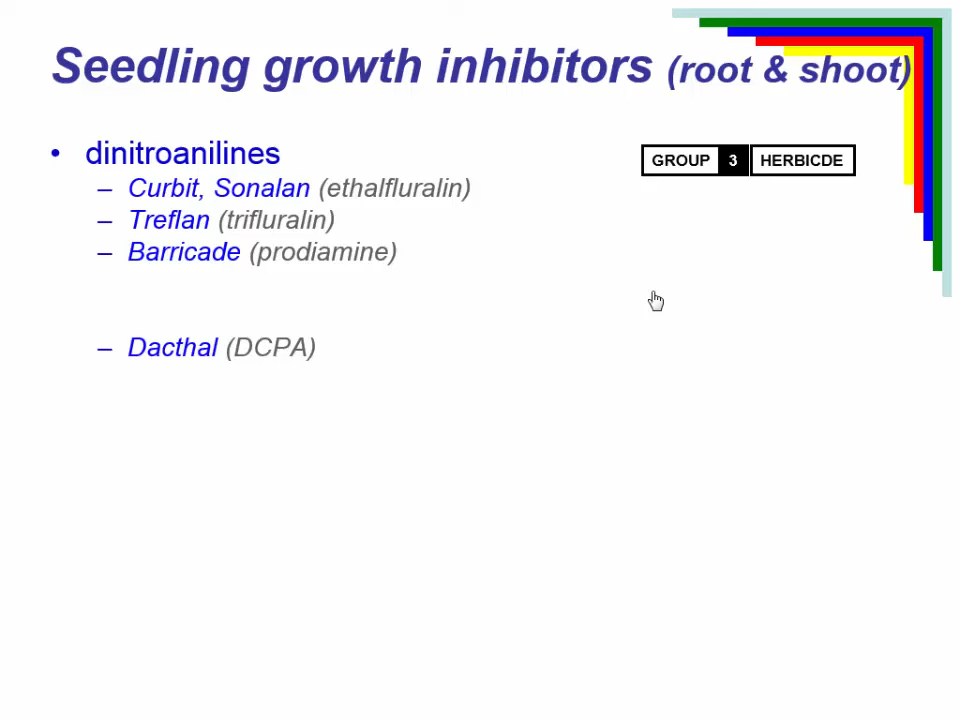 Seedling growth inhibitors (root & shoot)
• dinitroanilines
GROUP 3 HERBICDE
– Curbit, Sonalan (ethalfluralin)
– Treflan (trifluralin)
– Barricade (prodiamine)
– Dacthal (DCPA)